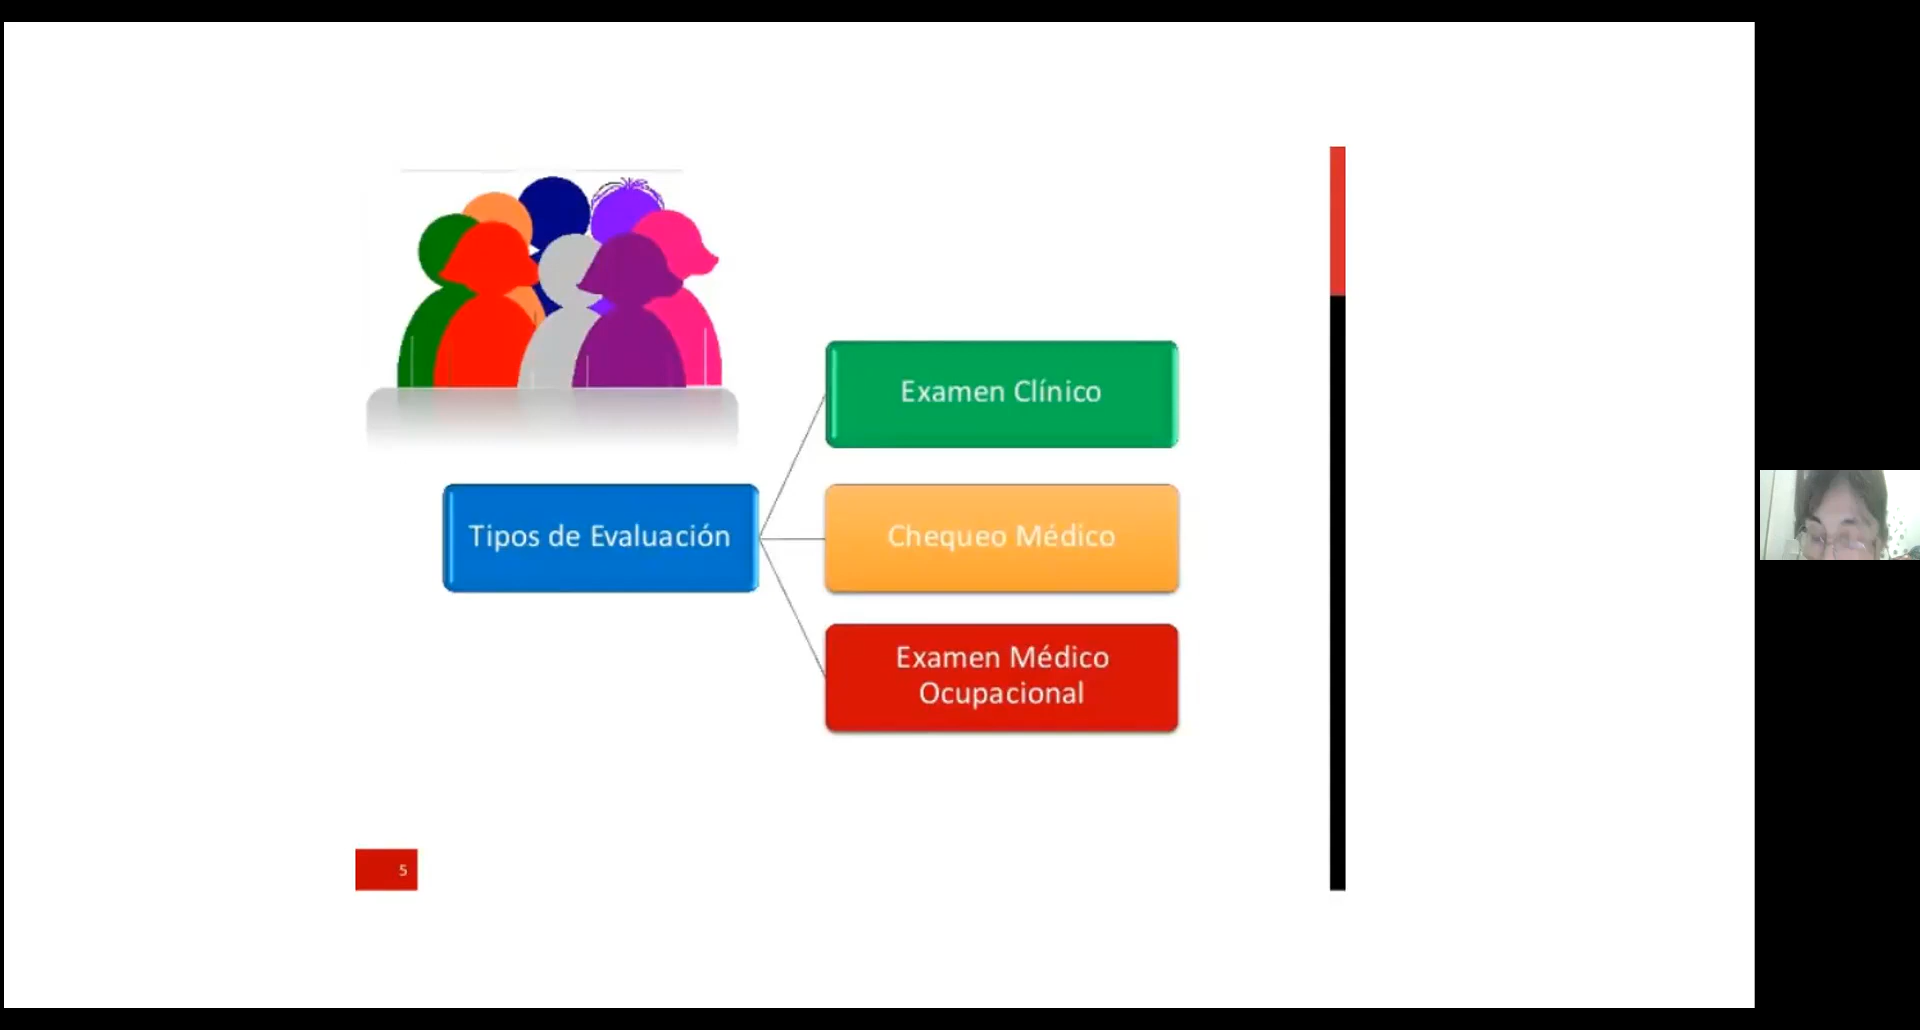 Examen Clínico
Tipos de Evaluación
Chequeo Médico
Examen Médico
Ocupacional
5